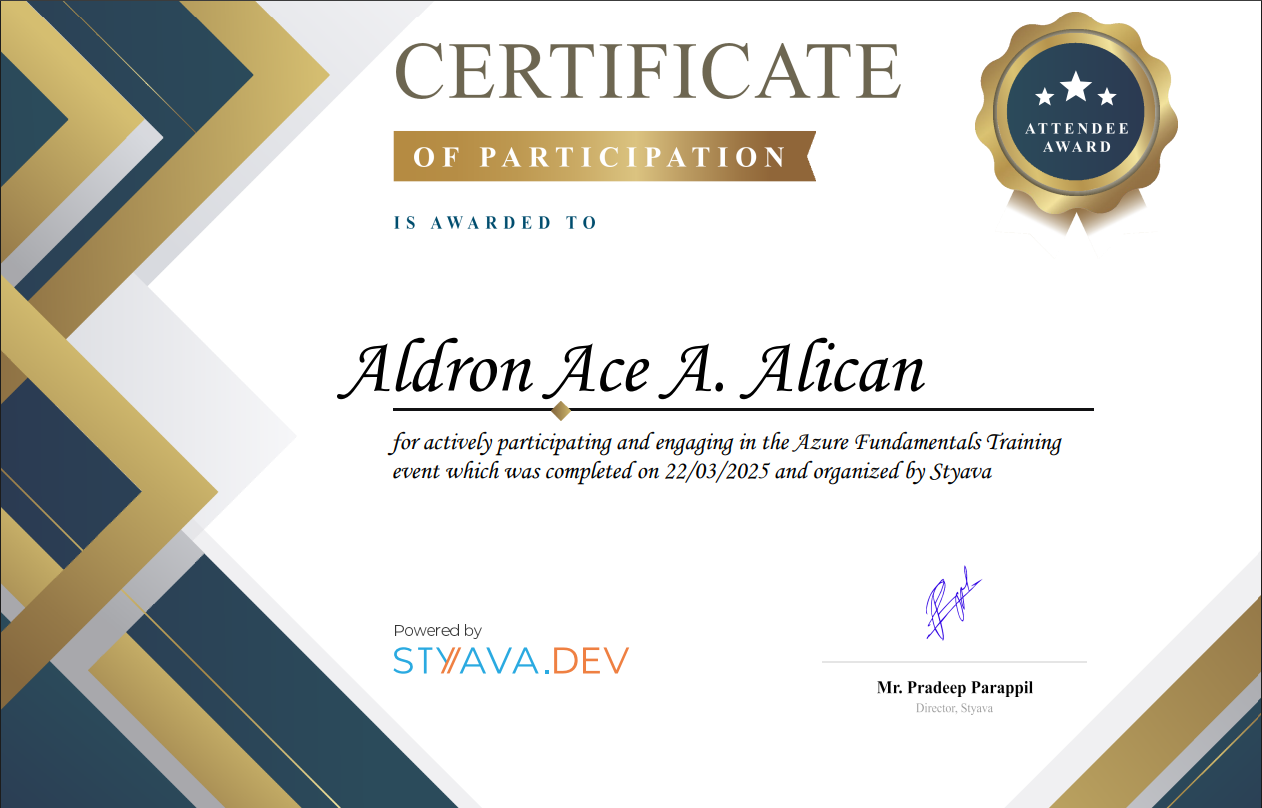 CERTIFICATE
OF PARTICIPATION
ATTENDEE
AWARD
IS AWARDED TO
Aldron Ace A. Alican
for actively participating and engaging in the Azure Fundamentals Training
event which was completed on 22/03/2025 and organized by Styava
Powered by
STYAVA.DEV
Mr. Pradeep Parappil
Director, Styava